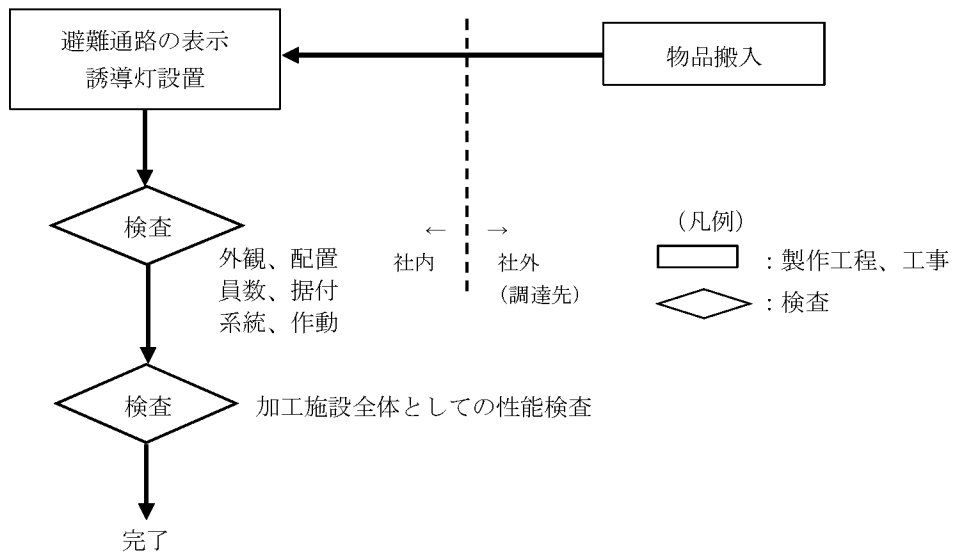 避難通路の表示
誘導灯設置
物品搬入
検査
外観、配置
員数、据付
系統、作動
← →
社内 社外
(調達先)
(凡例)
：製作工程、工事
：検査
検査
加工施設全体としての性能検査
完了